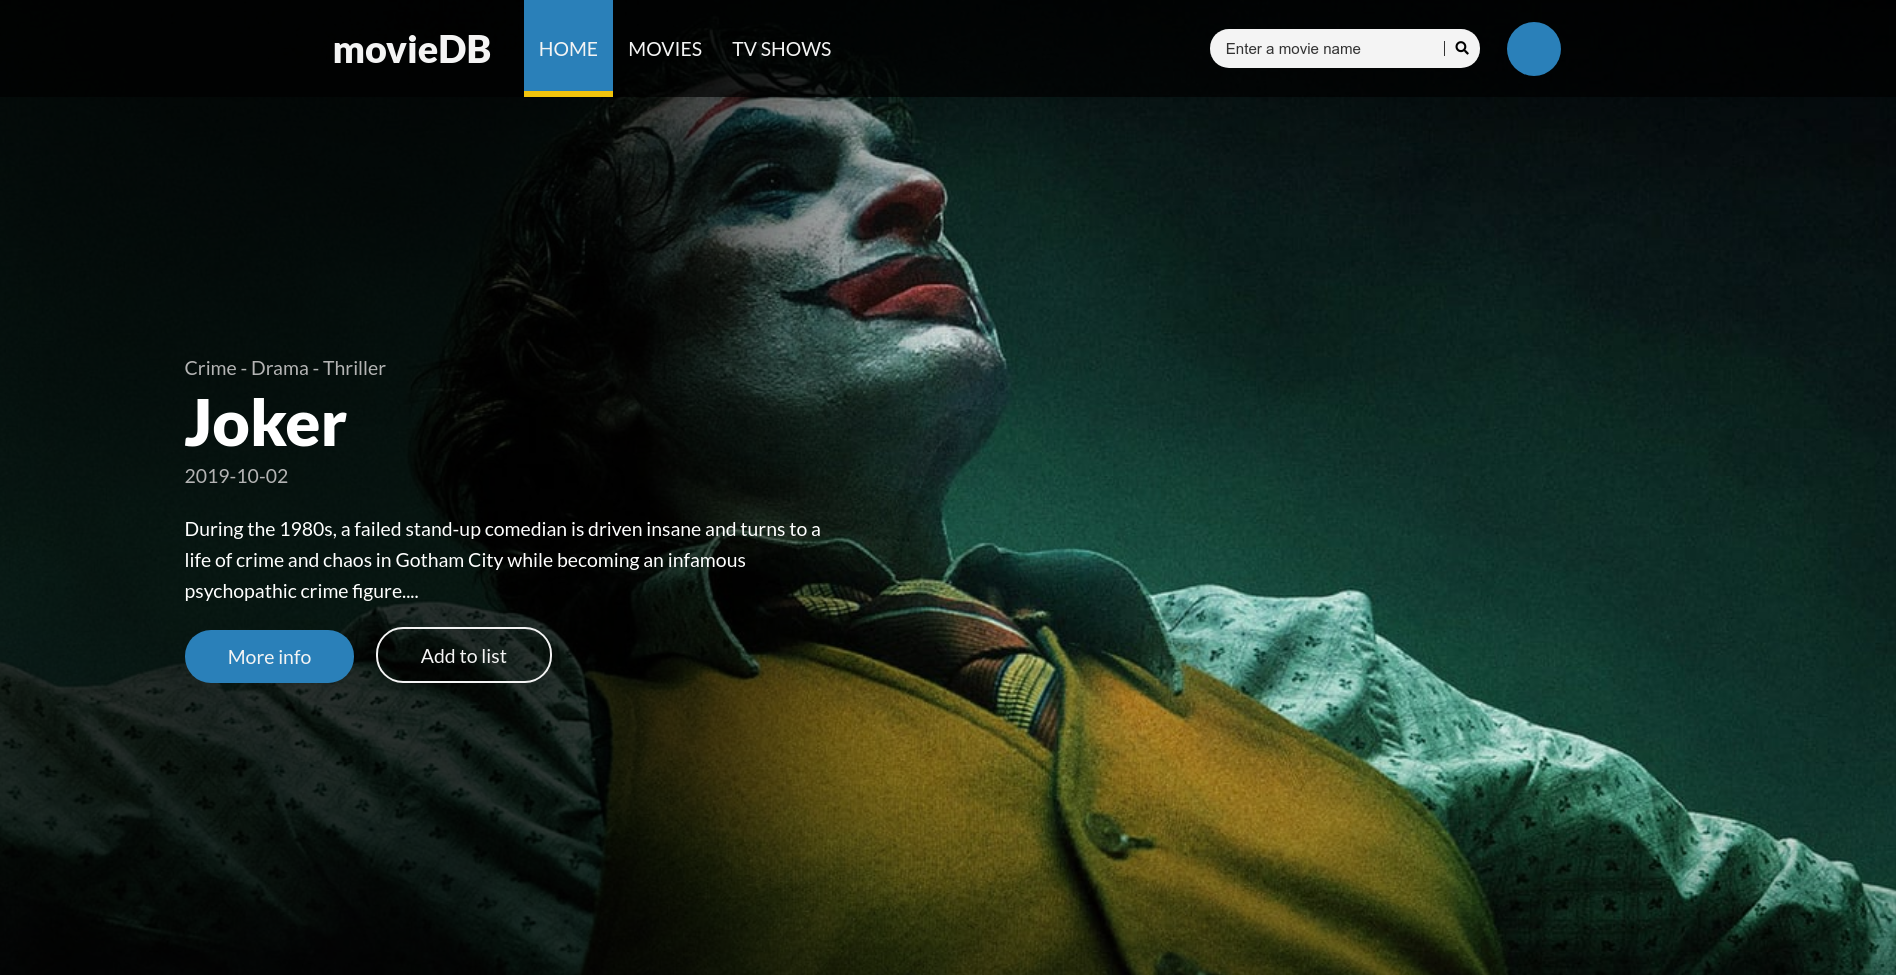 movieDB
HOME MOVIES TV SHOWS
Enter a movie name
Crime - Drama - Thriller
Joker
2019-10-02
During the 1980s, a failed stand-up comedian is driven insane and turns to a
life of crime and chaos in Gotham City while becoming an infamous
psychopathic crime figure....
More info
Add to list